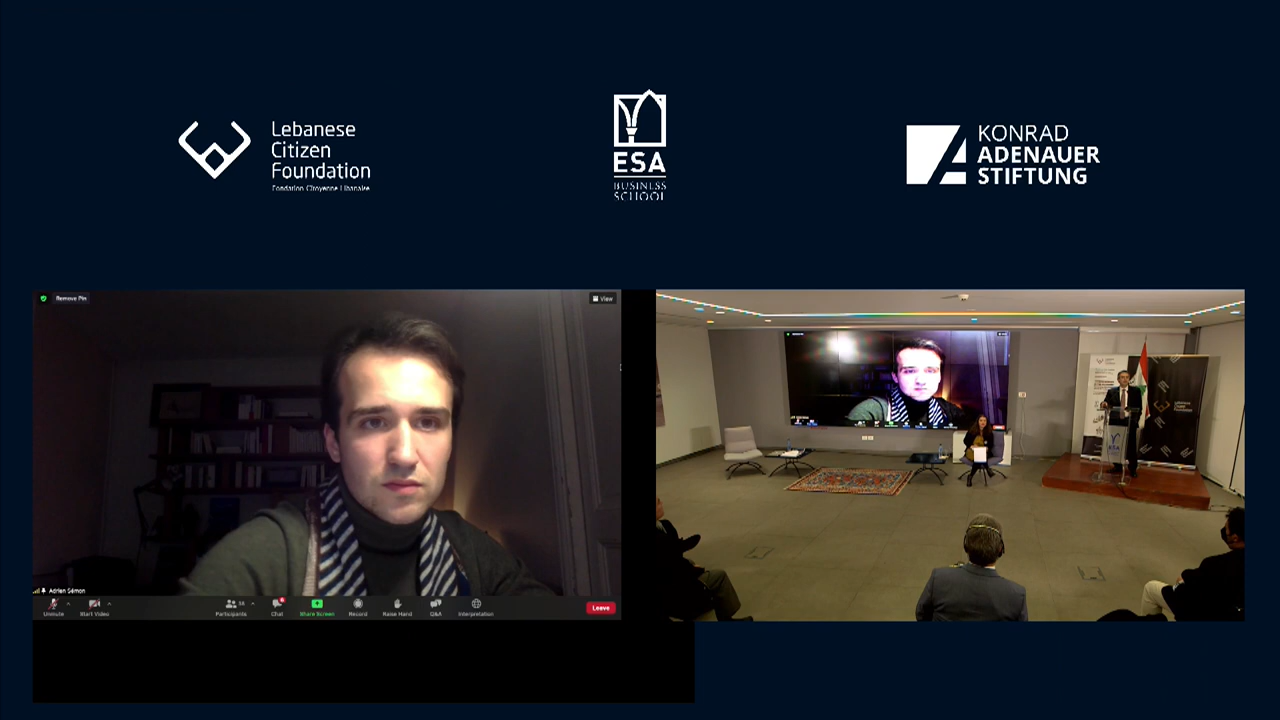 Lebanese
Citizen
Foundation
Fondation Citoyenne Libanaise
ESA
BUSINESS
SCHOOL
KONRAD
ADENAUER
STIFTUNG
Remove Pin
View
Adrien Sémon
Unmute
Start Video
Participants
Chat
Share Screen
Record
Raise Hand
Q&A
Interpretation
Leave
ESA